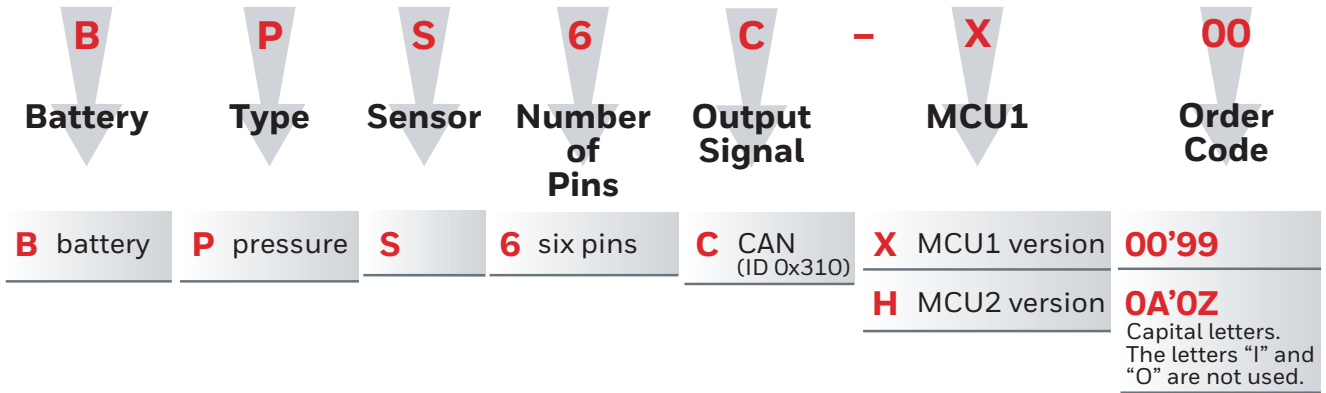 B P S 6 C – X 00
Battery Type Sensor Number Output MCU1 Order
of Signal Code
Pins
B battery P pressure S 6 six pins C CAN X MCU1 version 00’99
(ID 0x310)
H MCU2 version 0A’0Z
Capital letters.
The letters “I” and
“O” are not used.